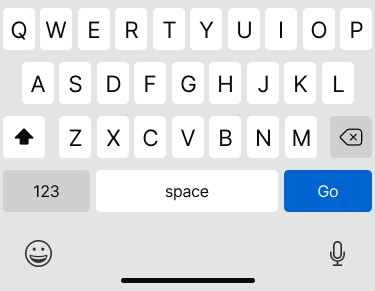 Q W E R T Y U I O P
A S D F G H J K L
Z X C V B N M
123 space Go